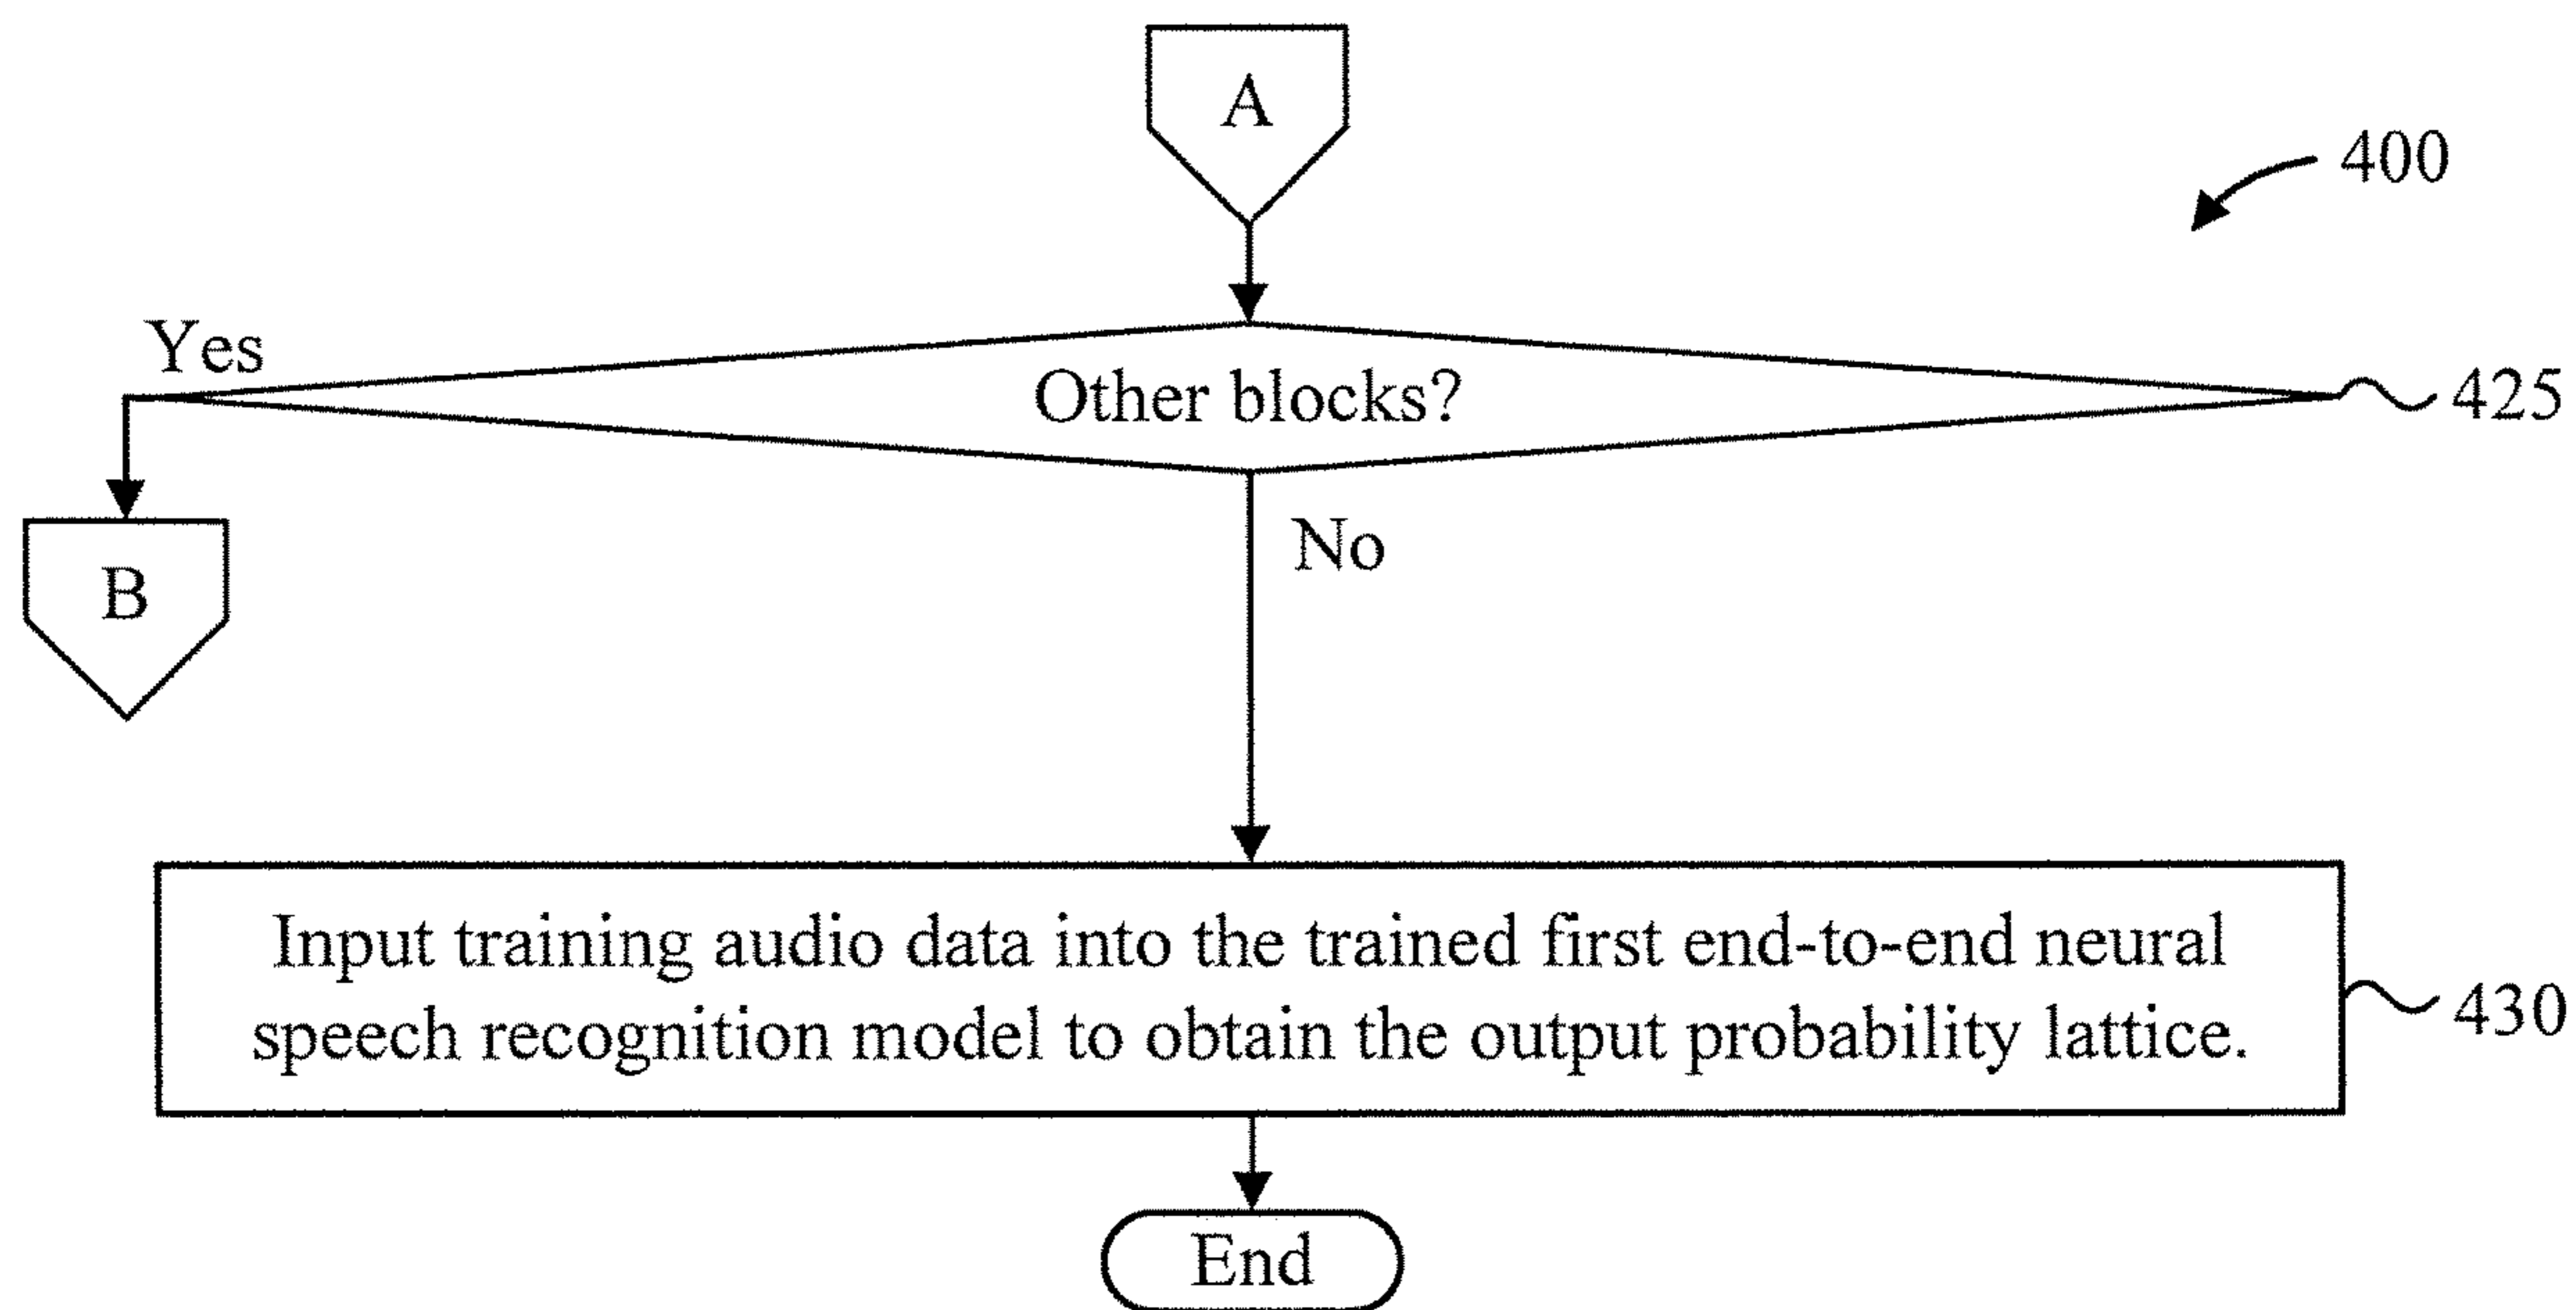 A
400
Yes
Other blocks?
425
B
No
Input training audio data into the trained first end-to-end neural
speech recognition model to obtain the output probability lattice.
430
End